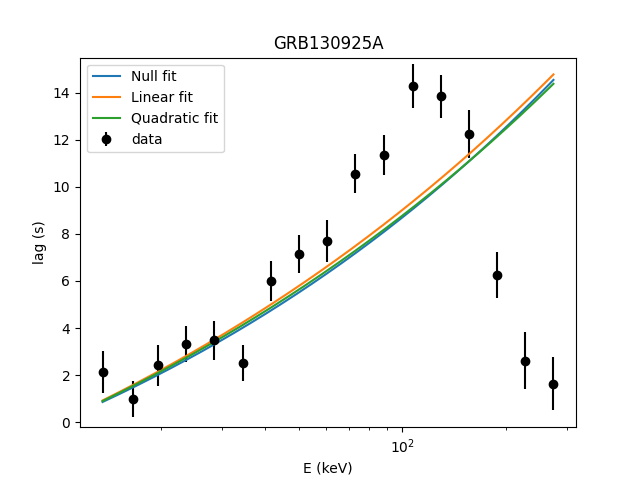 GRB130925A
Null fit
Linear fit
Quadratic fit
data
lag (s)
14
12
10
8
6
4
2
0
10²
E (keV)